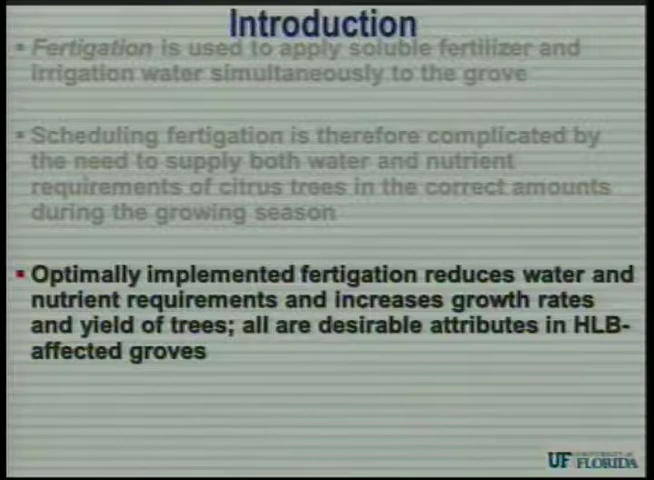 Introduction
▪ Fertigation is used to apply soluble fertilizer and
irrigation water simultaneously to the grove
▪ Scheduling fertigation is therefore complicated by
the need to supply both water and nutrient
requirements of citrus trees in the correct amounts
during the growing season
▪ Optimally implemented fertigation reduces water and
nutrient requirements and increases growth rates
and yield of trees; all are desirable attributes in HLB-
affected groves
UF UNIVERSITY of
FLORIDA